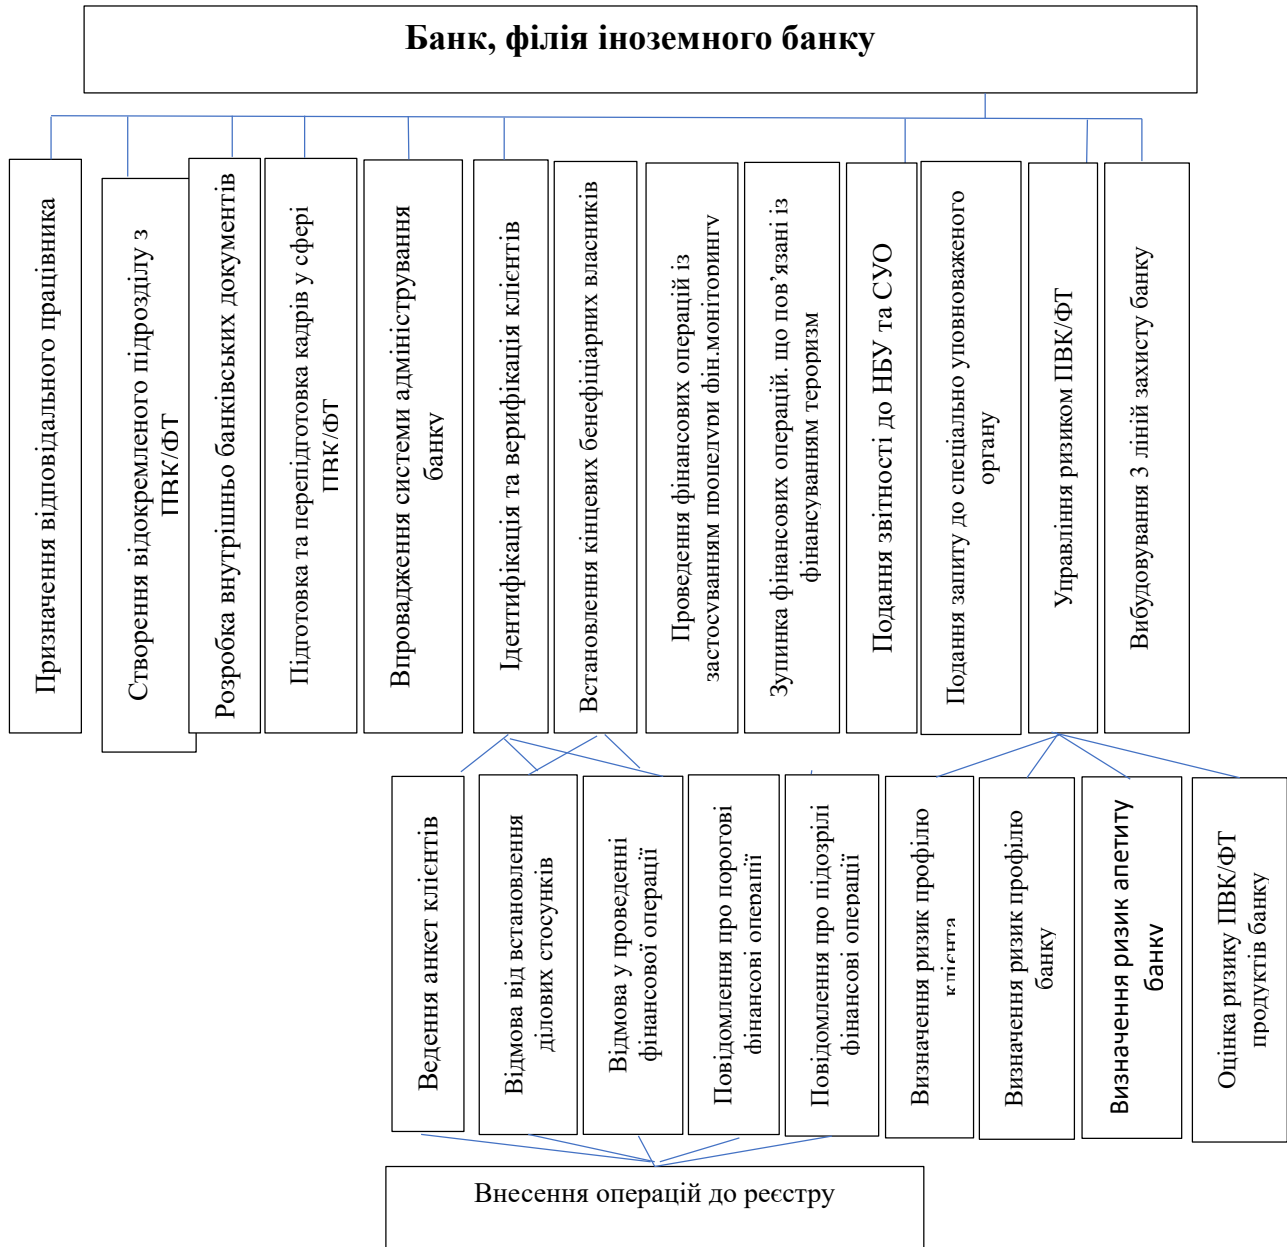 Банк, філія іноземного банку
Призначення відповідального працівника
Створення відокремленого підрозділу з
ПВК/ФТ
Розробка внутрішньо банківських документів
Підготовка та перепідготовка кадрів у сфері
ПВК/ФТ
Впровадження системи адміністрування
банку
Ідентифікація та верифікація клієнтів
Встановлення кінцевих бенефіціарних власників
Проведення фінансових операцій із
застосуванням процедури фін.моніторингу
Зупинка фінансових операцій, що пов’язані із
фінансуванням тероризм
Подання звітності до НБУ та СУО
Подання запиту до спеціально уповноваженого
органу
Управління ризиком ПВК/ФТ
Вибудовування 3 ліній захисту банку
Ведення анкет клієнтів
Відмова від встановлення
ділових стосунків
Відмова у проведенні
фінансової операції
Повідомлення про порогові
фінансові операції
Повідомлення про підозрілі
фінансові операції
Визначення ризик профілю
клієнта
Визначення ризик профілю
банку
Визначення ризик апетиту
банку
Оцінка ризику ПВК/ФТ
продуктів банку
Внесення операцій до реєстру